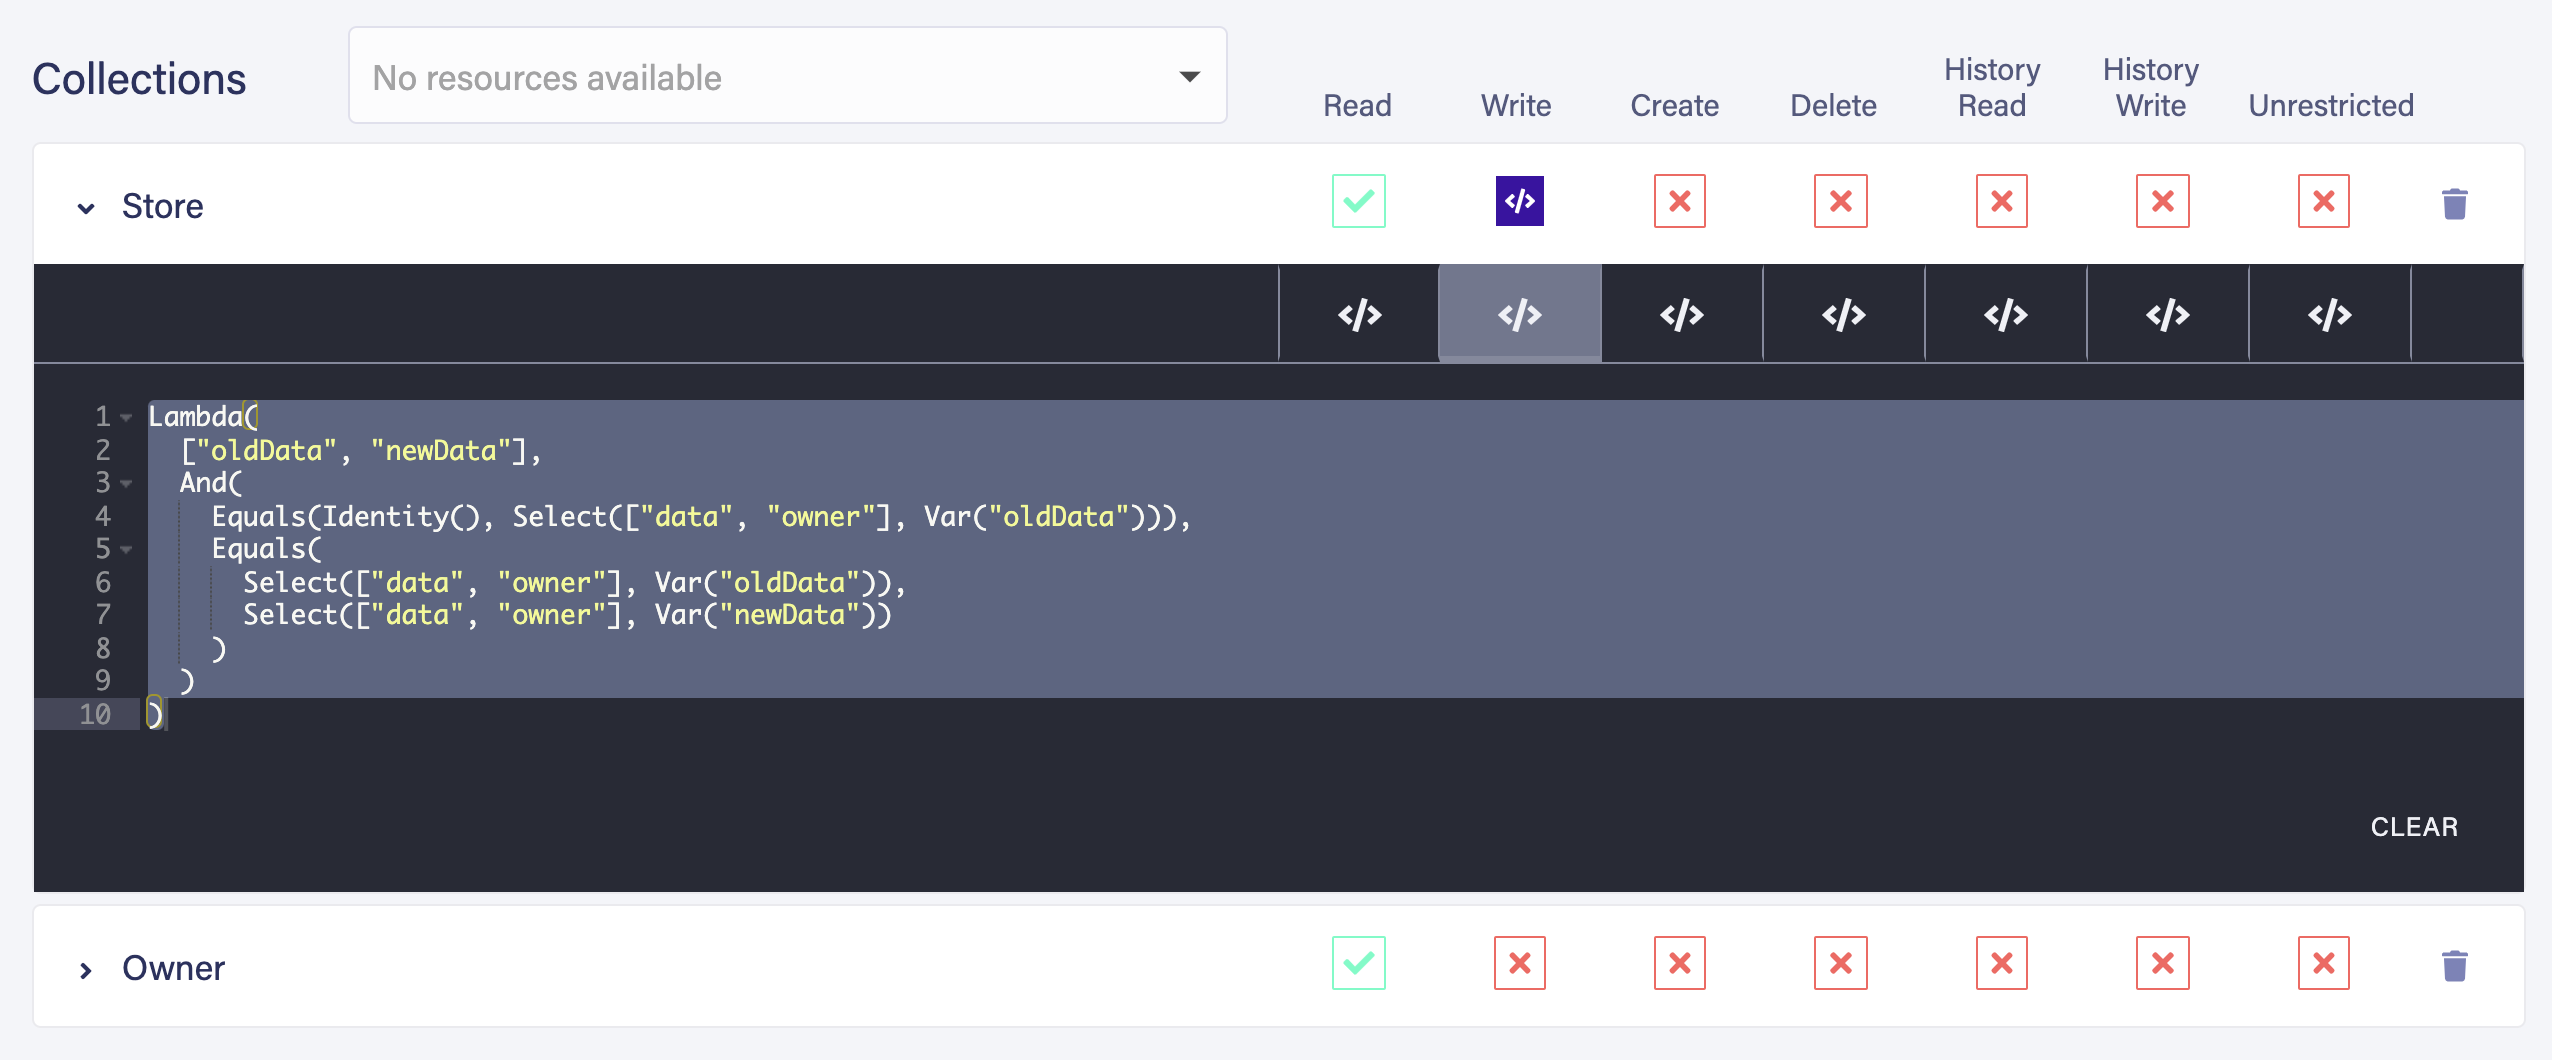 Collections
No resources available
Read
Write
Create
Delete
History Read
History Write
Unrestricted
Store
1 Lambda(
2 ["oldData", "newData"],
3 And(
4 Equals(Identity(), Select(["data", "owner"], Var("oldData"))),
5 Equals(
6 Select(["data", "owner"], Var("oldData")),
7 Select(["data", "owner"], Var("newData"))
8 )
9 )
10 )
CLEAR
Owner